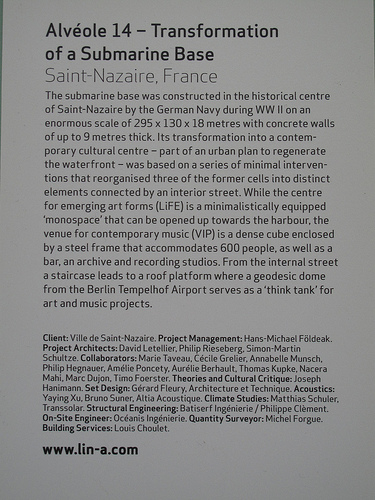 Alvéole 14 – Transformation
of a Submarine Base
Saint-Nazaire, France
The submarine base was constructed in the historical centre
of Saint-Nazaire by the German Navy during WW II on an
enormous scale of 295 x 130 x 18 metres with concrete walls
of up to 9 metres thick. Its transformation into a contem-
porary cultural centre – part of an urban plan to regenerate
the waterfront – was based on a series of minimal interven-
tions that reorganised three of the former cells into distinct
elements connected by an interior street. While the centre
for emerging art forms (LiFE) is a minimalistically equipped
'monospace' that can be opened up towards the harbour, the
venue for contemporary music (VIP) is a dense cube enclosed
by a steel frame that accommodates 600 people, as well as a
bar, an archive and recording studios. From the internal street
a staircase leads to a roof platform where a geodesic dome
from the Berlin Tempelhof Airport serves as a 'think tank' for
art and music projects.
Client: Ville de Saint-Nazaire. Project Management: Hans-Michael Földeak.
Project Architects: David Letellier, Philip Rieseberg, Simon-Martin
Schultze. Collaborators: Marie Taveau, Cécile Grelier, Annabelle Munsch,
Philip Hegnauer, Amélie Poncety, Aurélie Berhault, Thomas Kupke, Nacera
Mahi, Marc Dujon, Timo Foerster. Theories and Cultural Critique: Joseph
Hanimann. Set Design: Gérard Fleury, Architecture et Technique. Acoustics:
Yaying Xu, Bruno Suner, Altia Acoustique. Climate Studies: Matthias Schuler,
Transsolar. Structural Engineering: Batiserf Ingénierie / Philippe Clèment.
On-Site Engineer: Océanis Ingénierie. Quantity Surveyor: Michel Forgue.
Building Services: Louis Choulet.
www.lin-a.com